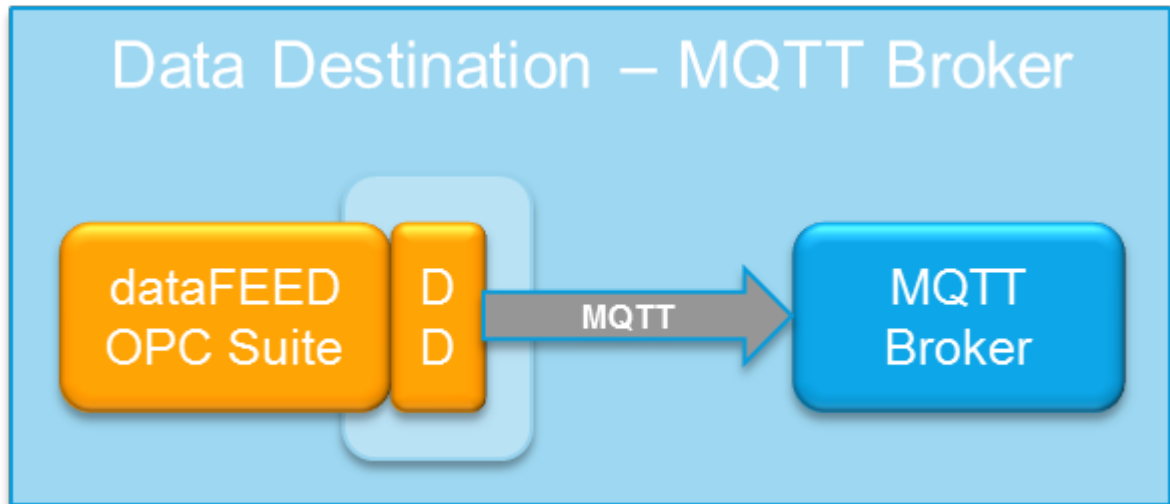 Data Destination – MQTT Broker
dataFEED
OPC Suite
D
D
MQTT
MQTT
Broker